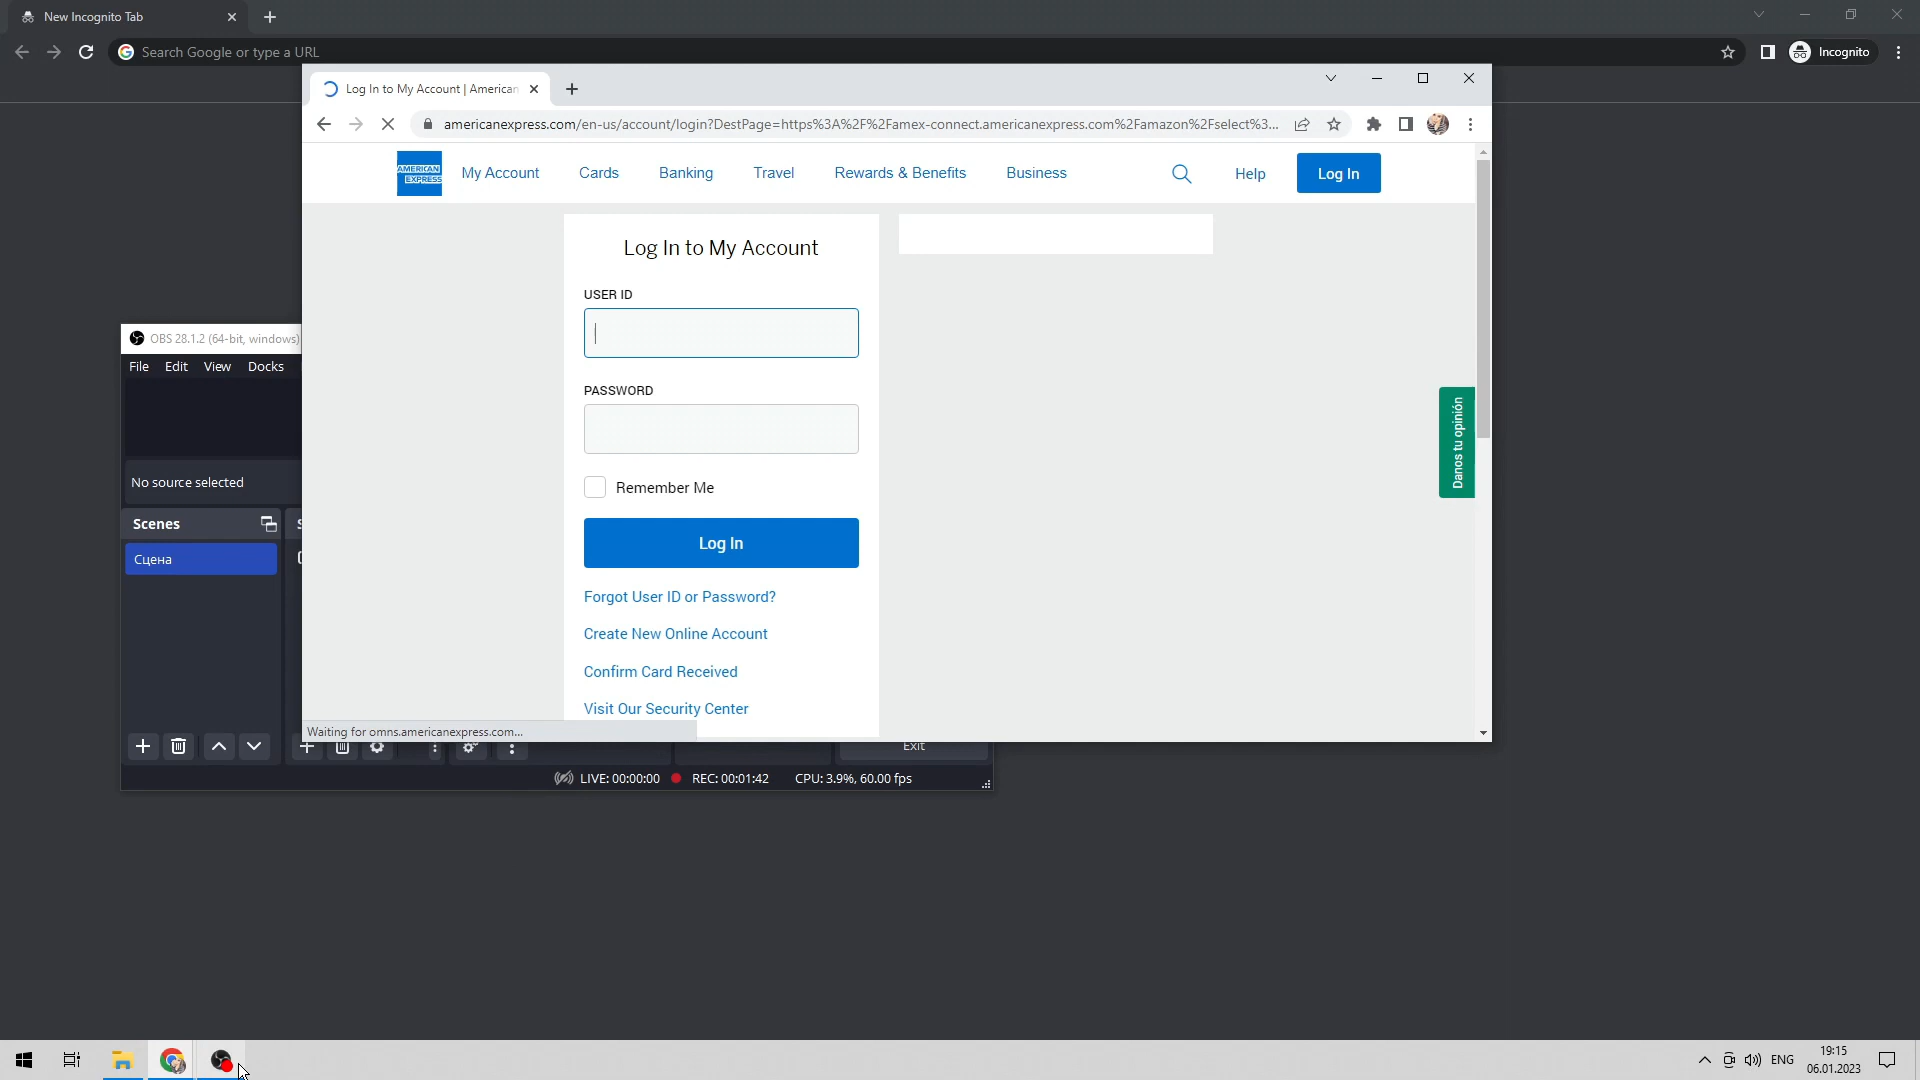 New Incognito Tab
Search Google or type a URL
Incognito
Log In to My Account | American
americanexpress.com/en-us/account/login?DestPage=https%3A%2F%2Famex-connect.americanexpress.com%2Famazon%2Fselect%3...
AMERICAN
EXPRESS
My Account
Cards
Banking
Travel
Rewards & Benefits
Business
Help
Log In
Log In to My Account
USER ID
PASSWORD
Remember Me
Log In
Forgot User ID or Password?
Create New Online Account
Confirm Card Received
Visit Our Security Center
Danos tu opinión
Waiting for omns.americanexpress.com...
OBS 28.1.2 (64-bit, windows)
File Edit View Docks
No source selected
Scenes
Сцена
Exit
LIVE: 00:00:00
REC: 00:01:42
CPU: 3.9%, 60.00 fps
ENG
19:15
06.01.2023